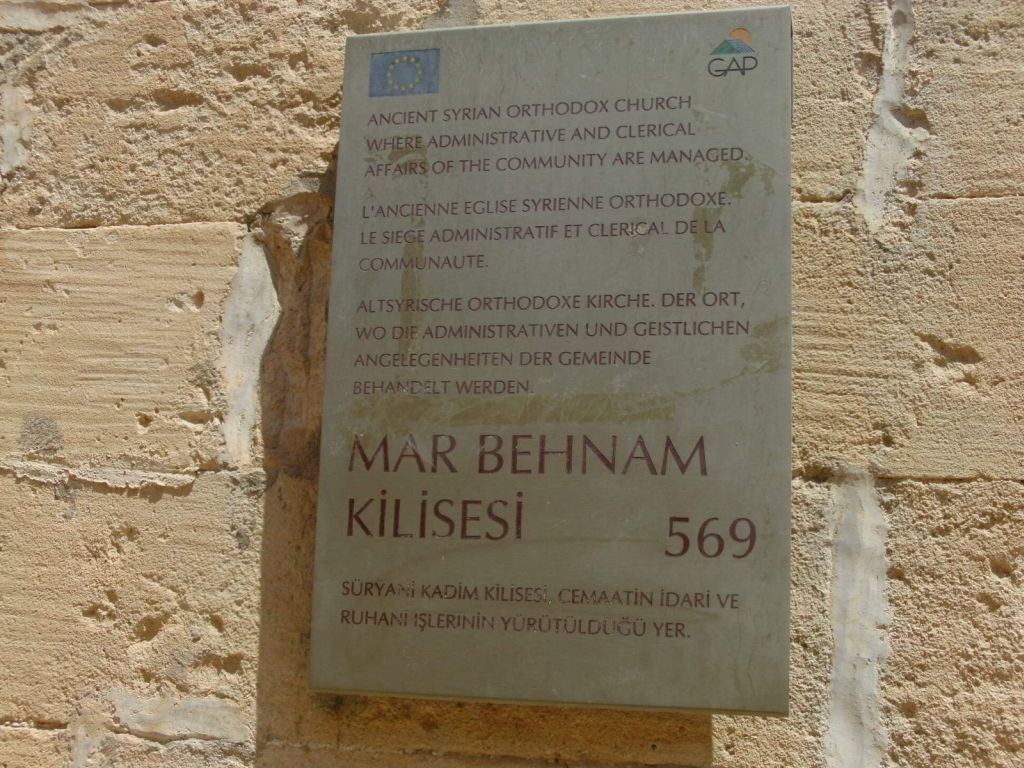 GAP
ANCIENT SYRIAN ORTHODOX CHURCH
WHERE ADMINISTRATIVE AND CLERICAL
AFFAIRS OF THE COMMUNITY ARE MANAGED.
L'ANCIENNE EGLISE SYRIENNE ORTHODOXE.
LE SIEGE ADMINISTRATIF ET CLERICAL DE LA
COMMUNAUTE.
ALTSYRISCHE ORTHODOXE KIRCHE. DER ORT,
WO DIE ADMINISTRATIVEN UND GEISTLICHEN
ANGELEGENHEITEN DER GEMEINDE
BEHANDELT WERDEN.
MAR BEHNAM
KİLİSESİ
569
SÜRYANİ KADİM KİLİSESİ, CEMAATİN İDARİ VE
RUHANİ İŞLERİNİN YÜRÜTÜLDÜĞÜ YER.